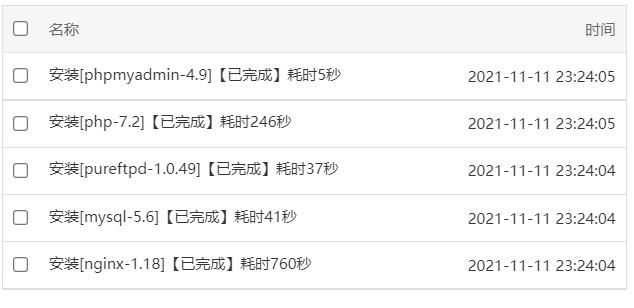 名称 时间
安装[phpmyadmin-4.9]【已完成】耗时5秒 2021-11-11 23:24:05
安装[php-7.2]【已完成】耗时246秒 2021-11-11 23:24:05
安装[pureftpd-1.0.49]【已完成】耗时37秒 2021-11-11 23:24:04
安装[mysql-5.6]【已完成】耗时41秒 2021-11-11 23:24:04
安装[nginx-1.18]【已完成】耗时760秒 2021-11-11 23:24:04